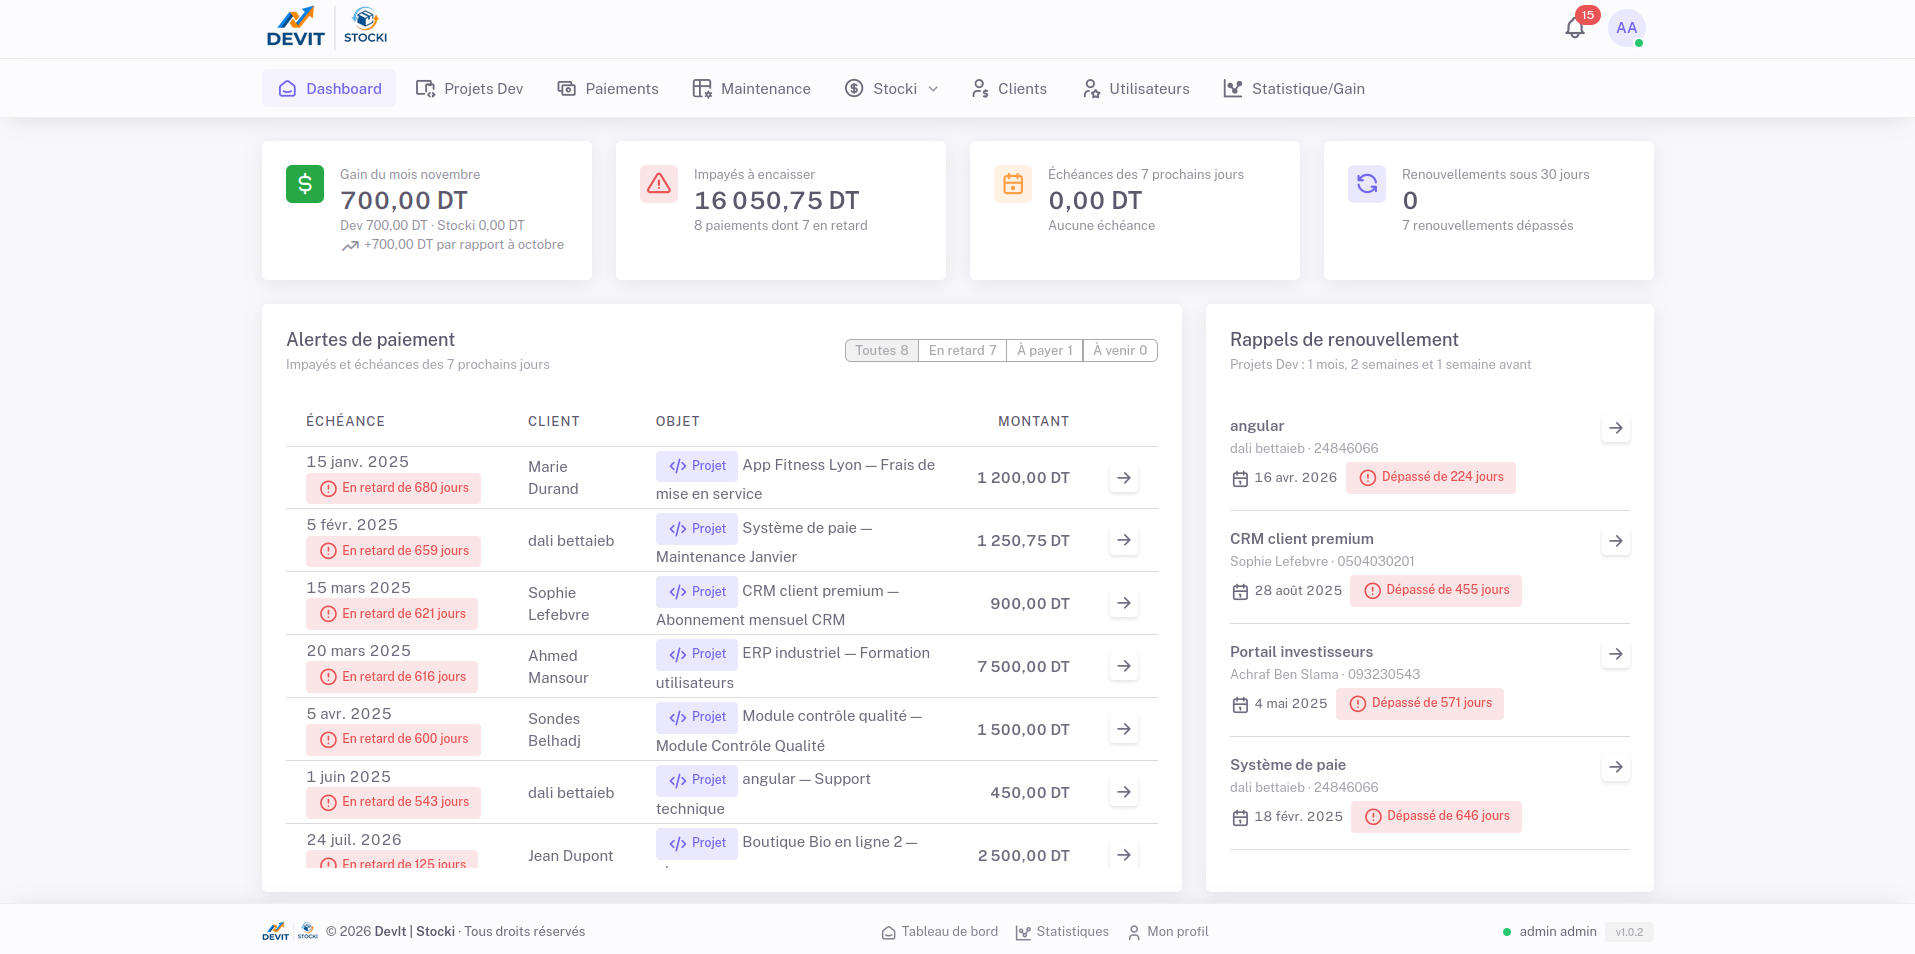 DEVIT
STOCKI
15
AA
Dashboard
Projets Dev
Paiements
Maintenance
Stocki
Clients
Utilisateurs
Statistique/Gain
Gain du mois novembre
700,00 DT
Dev 700,00 DT · Stocki 0,00 DT
+700,00 DT par rapport à octobre
Impayés à encaisser
16 050,75 DT
8 paiements dont 7 en retard
Échéances des 7 prochains jours
0,00 DT
Aucune échéance
Renouvellements sous 30 jours
0
7 renouvellements dépassés
Alertes de paiement
Impayés et échéances des 7 prochains jours
Toutes 8
En retard 7
À payer 1
À venir 0
ÉCHÉANCE CLIENT OBJET MONTANT
15 janv. 2025
En retard de 680 jours
Marie
Durand
Projet App Fitness Lyon — Frais de
mise en service
1 200,00 DT
5 févr. 2025
En retard de 659 jours
dali bettaieb
Projet Système de paie —
Maintenance Janvier
1 250,75 DT
15 mars 2025
En retard de 621 jours
Sophie
Lefebvre
Projet CRM client premium —
Abonnement mensuel CRM
900,00 DT
20 mars 2025
En retard de 616 jours
Ahmed
Mansour
Projet ERP industriel — Formation
utilisateurs
7 500,00 DT
5 avr. 2025
En retard de 600 jours
Sondes
Belhadj
Projet Module contrôle qualité —
Module Contrôle Qualité
1 500,00 DT
1 juin 2025
En retard de 543 jours
dali bettaieb
Projet angular — Support
technique
450,00 DT
24 juil. 2026
En retard de 125 jours
Jean Dupont
Projet Boutique Bio en ligne 2 —
2 500,00 DT
Rappels de renouvellement
Projets Dev : 1 mois, 2 semaines et 1 semaine avant
angular
dali bettaieb · 24846066
16 avr. 2026 Dépassé de 224 jours
CRM client premium
Sophie Lefebvre · 0504030201
28 août 2025 Dépassé de 455 jours
Portail investisseurs
Achraf Ben Slama · 093230543
4 mai 2025 Dépassé de 571 jours
Système de paie
dali bettaieb · 24846066
18 févr. 2025 Dépassé de 646 jours
DEVIT STOCKI © 2026 DevIt | Stocki · Tous droits réservés
Tableau de bord
Statistiques
Mon profil
admin admin
v1.0.2